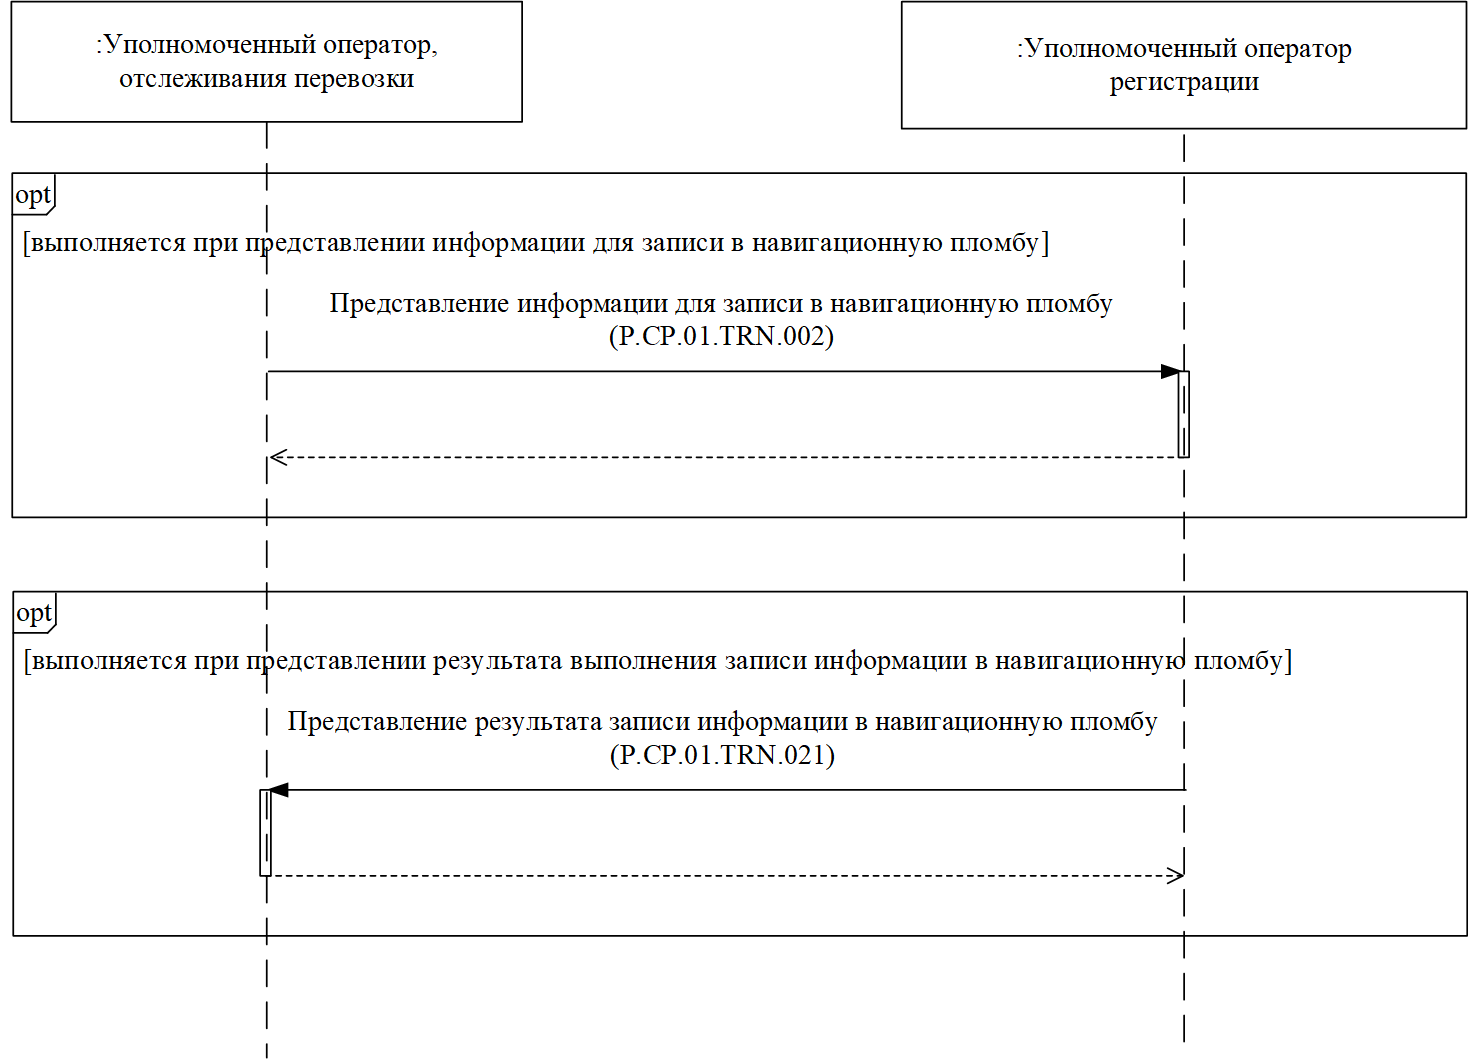 :Уполномоченный оператор,
отслеживания перевозки
:Уполномоченный оператор
регистрации
opt
[выполняется при представлении информации для записи в навигационную пломбу]
Представление информации для записи в навигационную пломбу
(P.CP.01.TRN.002)
opt
[выполняется при представлении результата выполнения записи информации в навигационную пломбу]
Представление результата записи информации в навигационную пломбу
(P.CP.01.TRN.021)